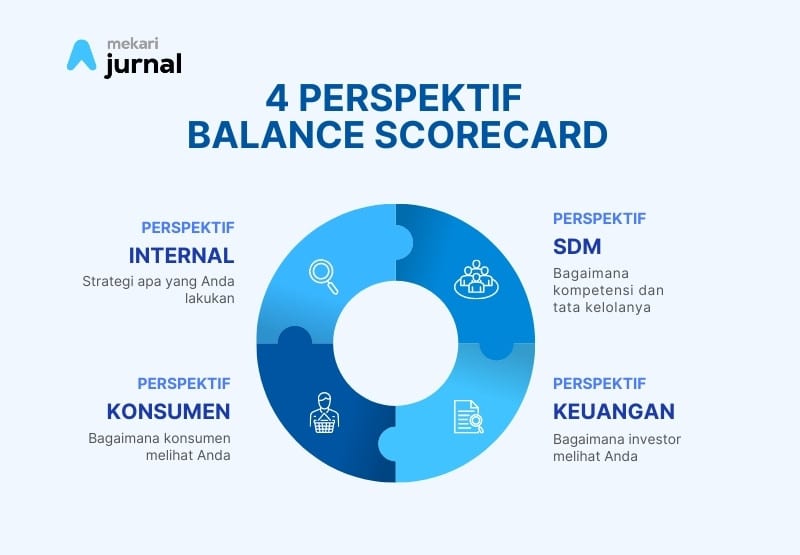 mekari
jurnal
4 PERSPEKTIF
BALANCE SCORECARD
PERSPEKTIF
INTERNAL
Strategi apa yang Anda
lakukan
PERSPEKTIF
SDM
Bagaimana
kompetensi dan
tata kelolanya
PERSPEKTIF
KONSUMEN
Bagaimana konsumen
melihat Anda
PERSPEKTIF
KEUANGAN
Bagaimana investor
melihat Anda